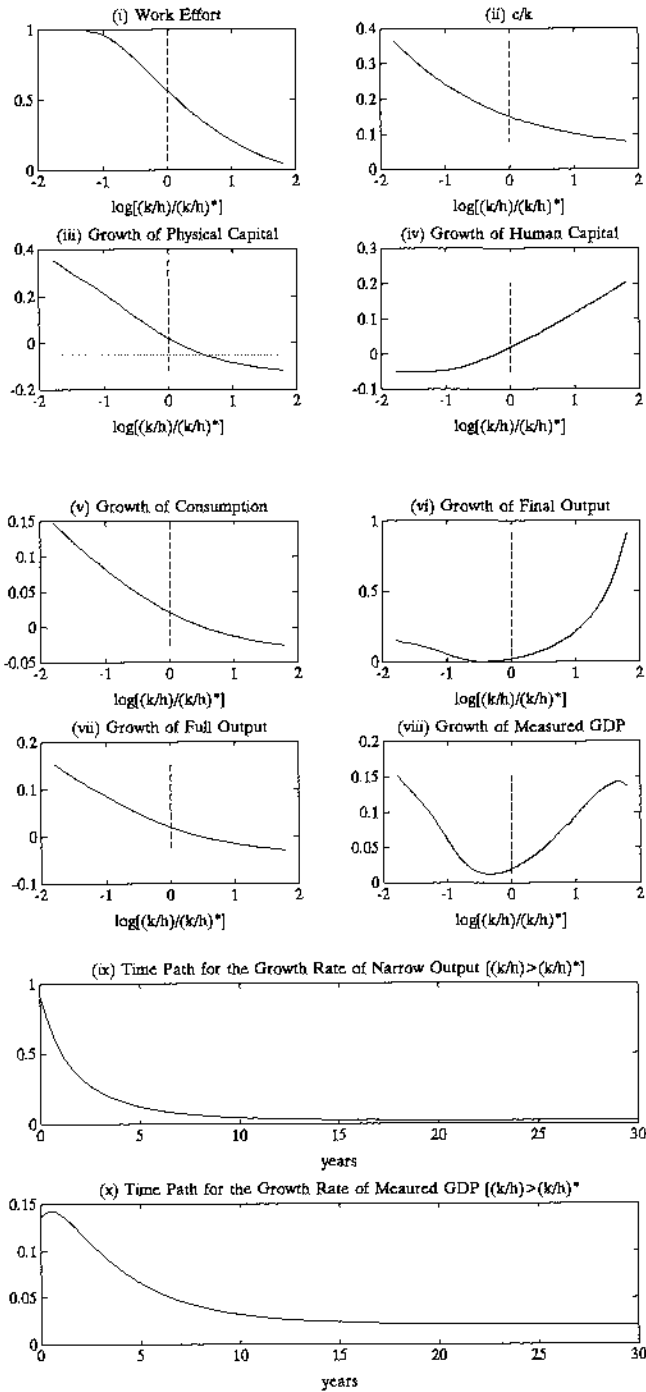 (i) Work Effort
(ii) c/k
1
0.5
0
-2 -1 0 1 2
log[(k/h)/(k/h)*]
0.4
0.3
0.2
0.1
0
-2 -1 0 1 2
log[(k/h)/(k/h)*]
(iii) Growth of Physical Capital
(iv) Growth of Human Capital
0.4
0.2
0
-0.2
-2 -1 0 1 2
log[(k/h)/(k/h)*]
0.3
0.2
0.1
0
-0.1
-2 -1 0 1 2
log[(k/h)/(k/h)*]
(v) Growth of Consumption
(vi) Growth of Final Output
0.15
0.1
0.05
0
-0.05
-2 -1 0 1 2
log[(k/h)/(k/h)*]
1
0.5
0
-2 -1 0 1 2
log[(k/h)/(k/h)*]
(vii) Growth of Full Output
(viii) Growth of Measured GDP
0.2
0.1
0
-0.1
-2 -1 0 1 2
log[(k/h)/(k/h)*]
0.2
0.15
0.1
0.05
0
-2 -1 0 1 2
log[(k/h)/(k/h)*]
(ix) Time Path for the Growth Rate of Narrow Output [(k/h)>(k/h)*]
1
0.5
0
0 5 10 15 20 25 30
years
(x) Time Path for the Growth Rate of Meaured GDP [(k/h)>(k/h)*
0.15
0.1
0.05
0
0 5 10 15 20 25 30
years